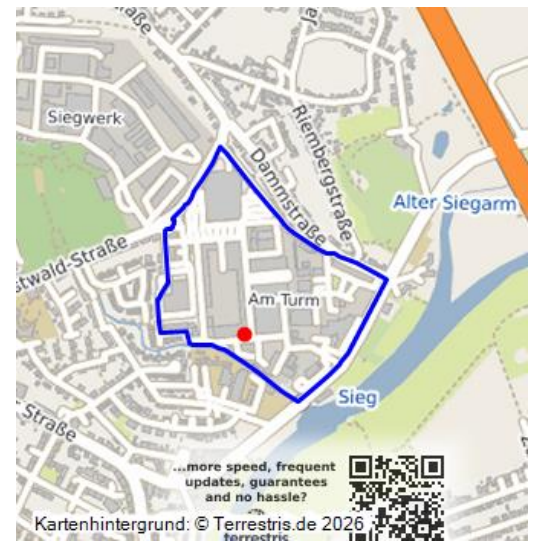 Siegwerk
Ja
Riembergstraße
Dammstraße
Alter Siegarm
stwald-Straße
Am Turm
Sieg
Straße
...more speed, frequent
updates, guarantees
and no hassle?
Kartenhintergrund: © Terrestris.de 2026
terrestris